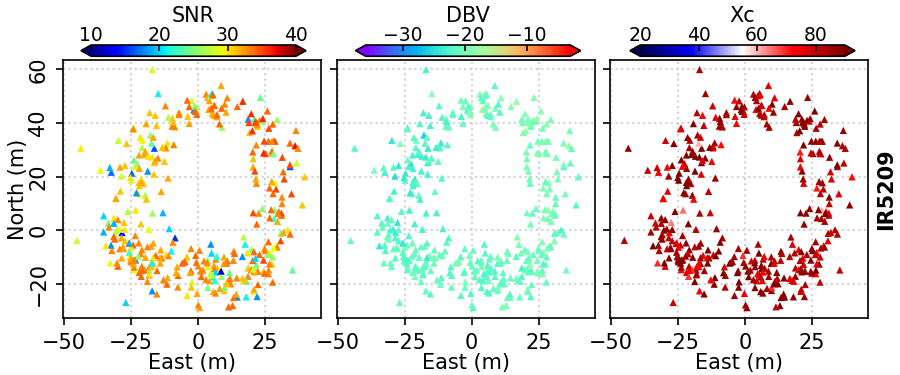 SNR DBV Xc
10 20 30 40 −30 −20 −10 20 40 60 80
60
40
20
0
−20
North (m)
IR5209
−50 −25 0 25 −50 −25 0 25 −50 −25 0 25
East (m) East (m) East (m)